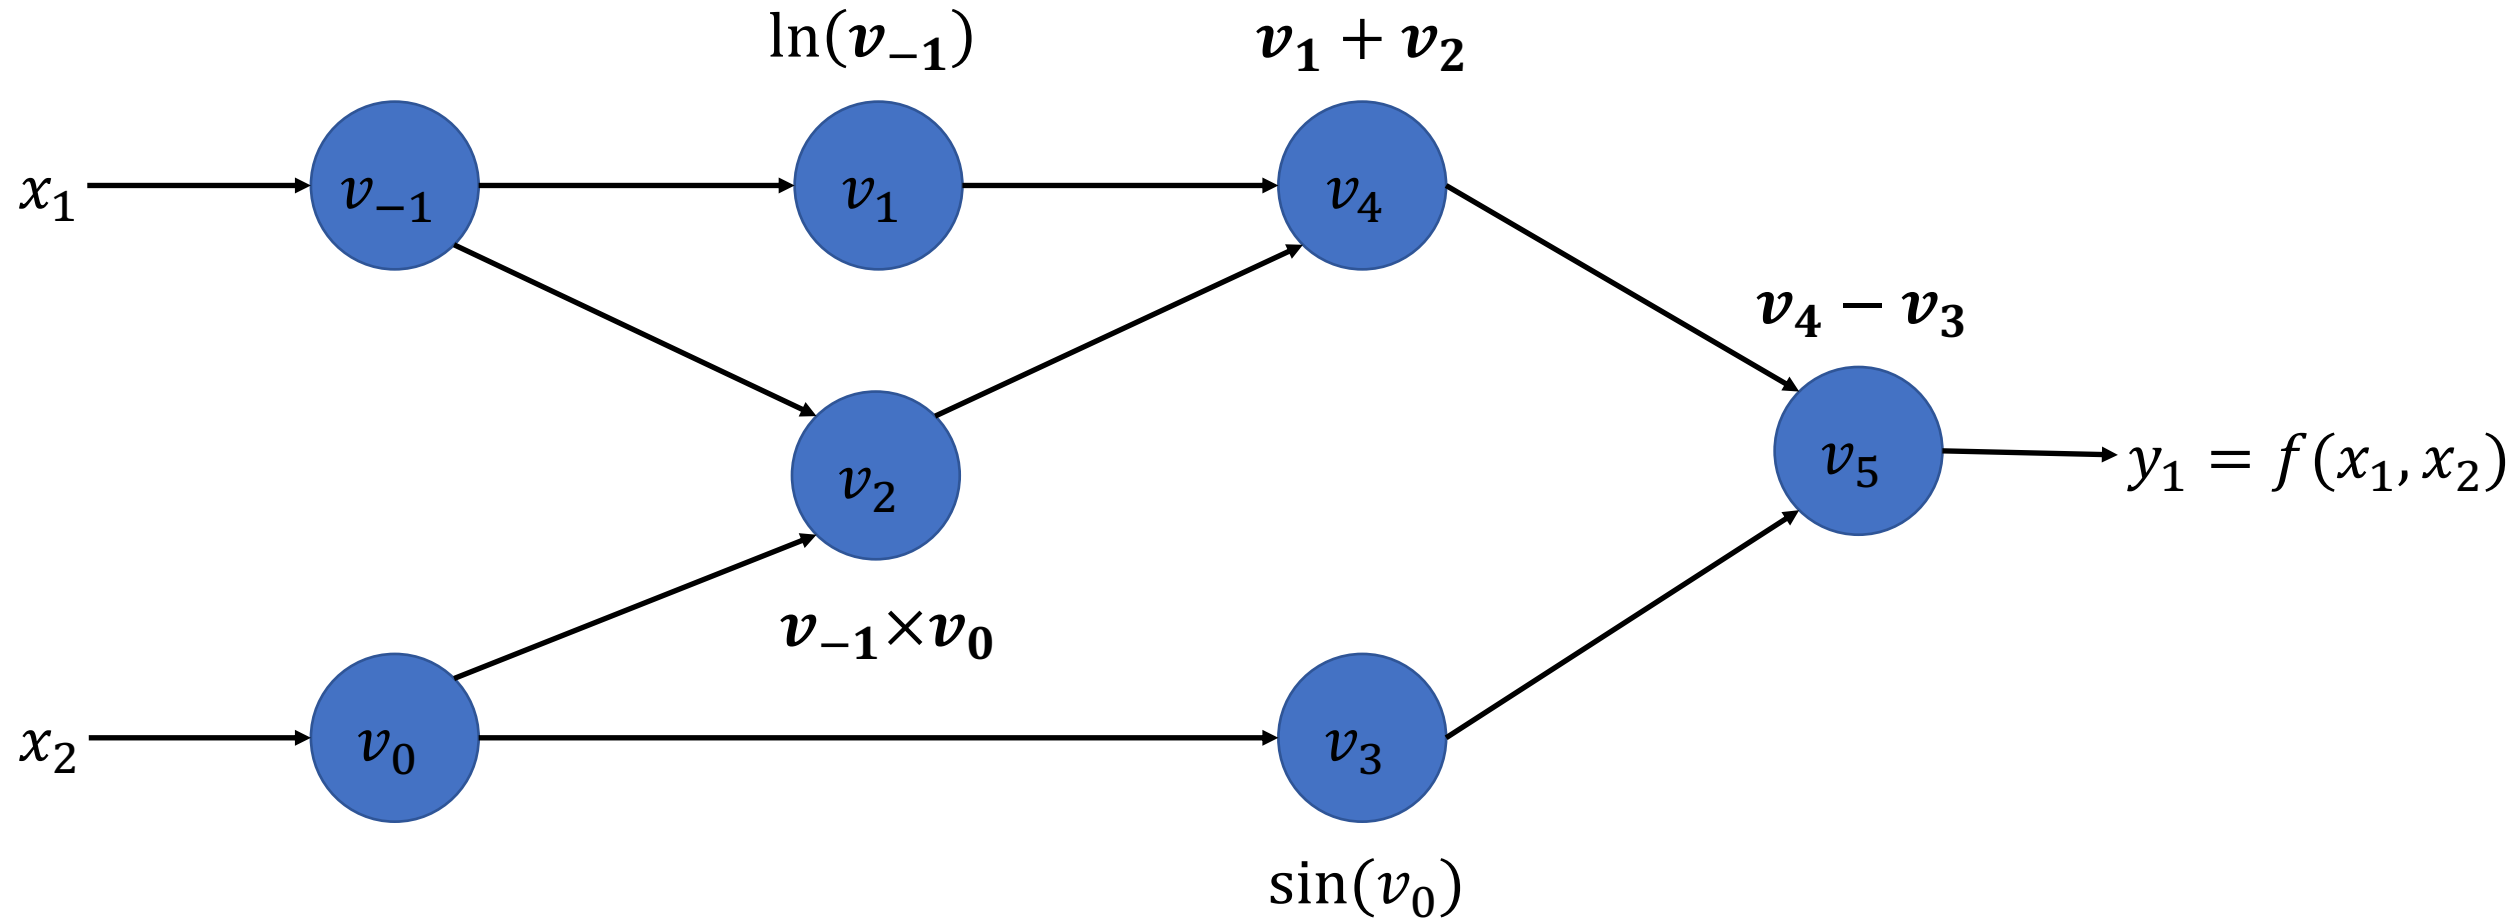 ln(v₋₁)
v₁ + v₂
x₁
v₋₁
v₁
v₄
v₄ − v₃
v₂
v₅
y₁ = f(x₁, x₂)
v₋₁×v₀
x₂
v₀
v₃
sin(v₀)